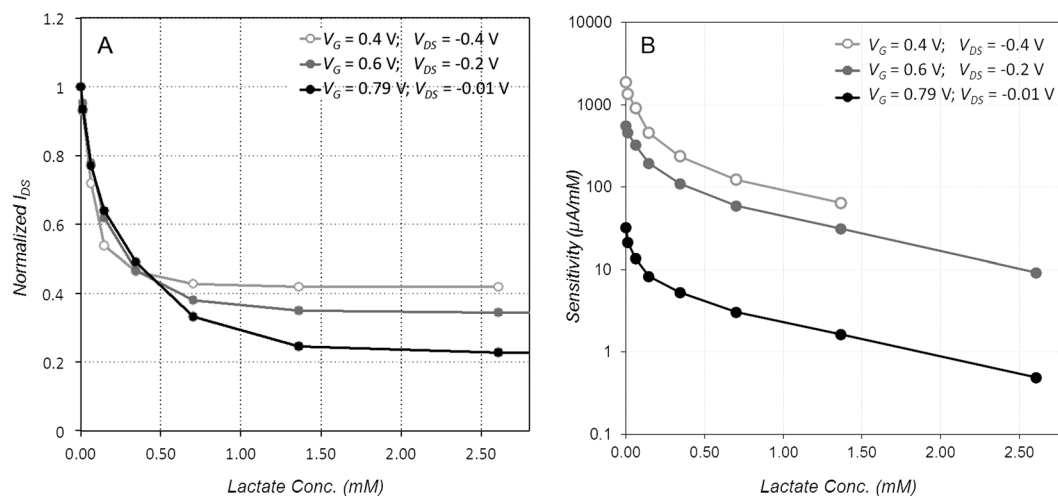 A
V_G = 0.4 V; V_DS = -0.4 V
V_G = 0.6 V; V_DS = -0.2 V
V_G = 0.79 V; V_DS = -0.01 V
Normalized I_DS
1.2
1
0.8
0.6
0.4
0.2
0
0.00 0.50 1.00 1.50 2.00 2.50
Lactate Conc. (mM)
B
V_G = 0.4 V; V_DS = -0.4 V
V_G = 0.6 V; V_DS = -0.2 V
V_G = 0.79 V; V_DS = -0.01 V
Sensitivity (μA/mM)
10000
1000
100
10
1
0.1
0.00 0.50 1.00 1.50 2.00 2.50
Lactate Conc. (mM)